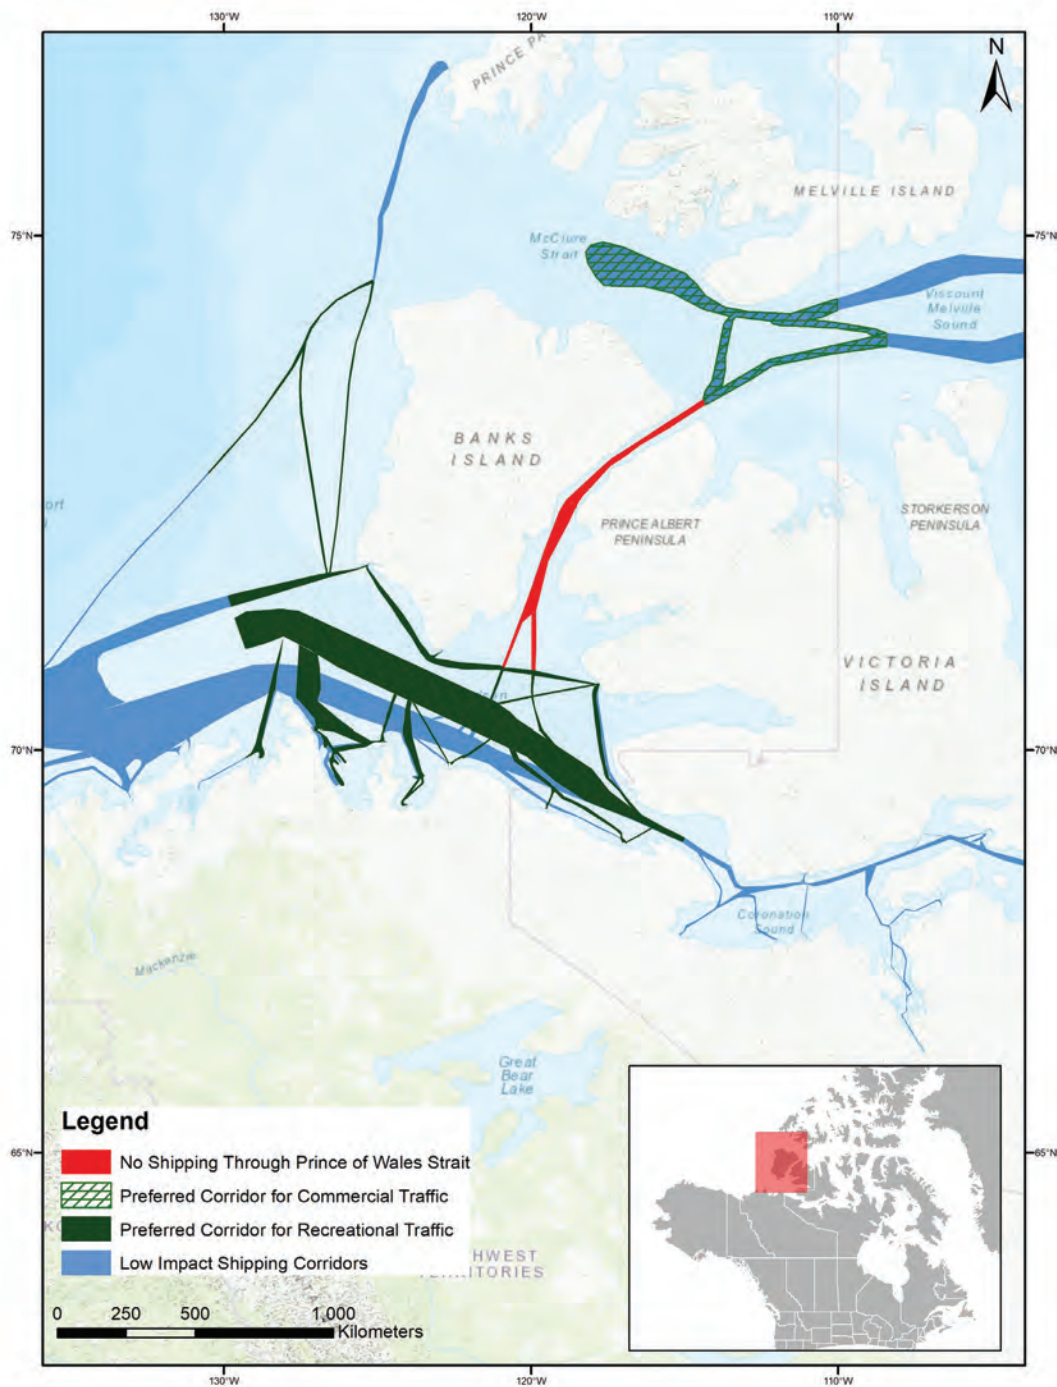 130°W
120°W
110°W
N
PRINCE PA
MELVILLE ISLAND
75°N
75°N
McClure
Strait
Viscount
Melville
Sound
BANKS
ISLAND
ort
PRINCE ALBERT
PENINSULA
STORKERSON
PENINSULA
VICTORIA
ISLAND
70°N
70°N
Coronation
Sound
Mackenzie
Great
Bear
Lake
Legend
No Shipping Through Prince of Wales Strait
Preferred Corridor for Commercial Traffic
Preferred Corridor for Recreational Traffic
Low Impact Shipping Corridors
65°N
65°N
HWEST
ITORIES
0
250
500
1,000
Kilometers
130°W
120°W
110°W